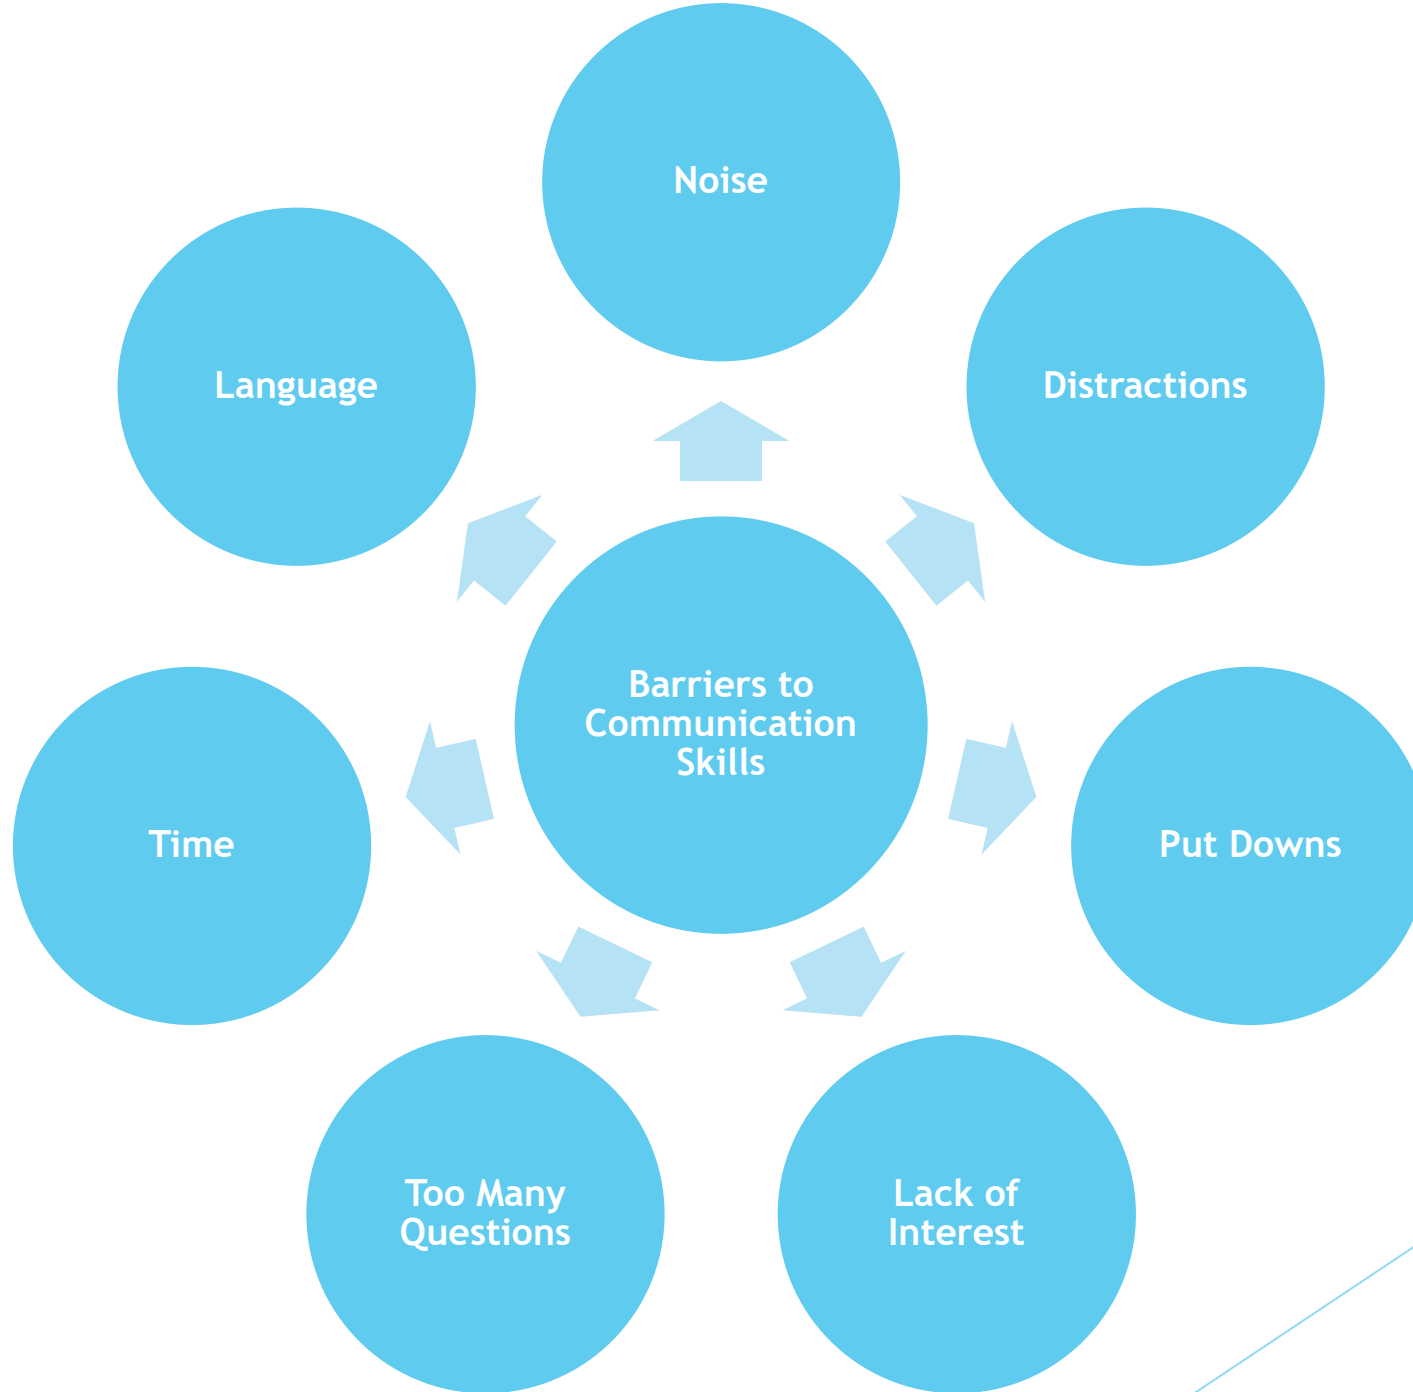 Noise
Distractions
Put Downs
Lack of
Interest
Too Many
Questions
Time
Language
Barriers to
Communication
Skills